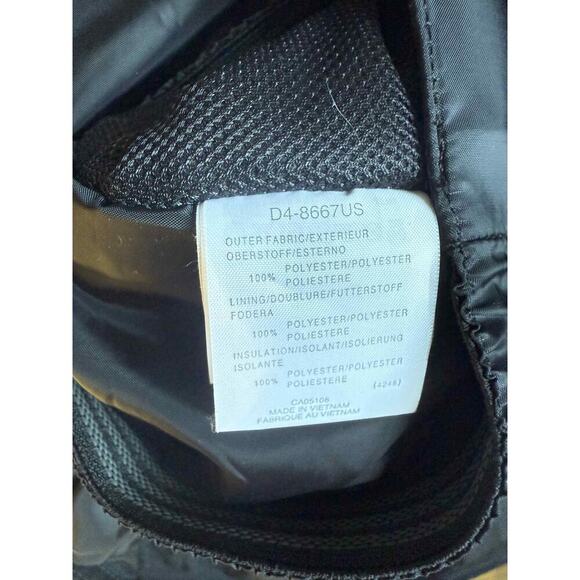 D4-8667US
OUTER FABRIC/EXTERIEUR
OBERSTOFF/ESTERNO
100% POLYESTER/POLYESTER
POLIESTERE
LINING/DOUBLURE/FUTTERSTOFF
FODERA
100% POLYESTER/POLYESTER
POLIESTERE
INSULATION/ISOLANT/ISOLIERUNG
ISOLANTE
100% POLYESTER/POLYESTER
POLIESTERE (4248)
CA05108
MADE IN VIETNAM
FABRIQUE AU VIETNAM